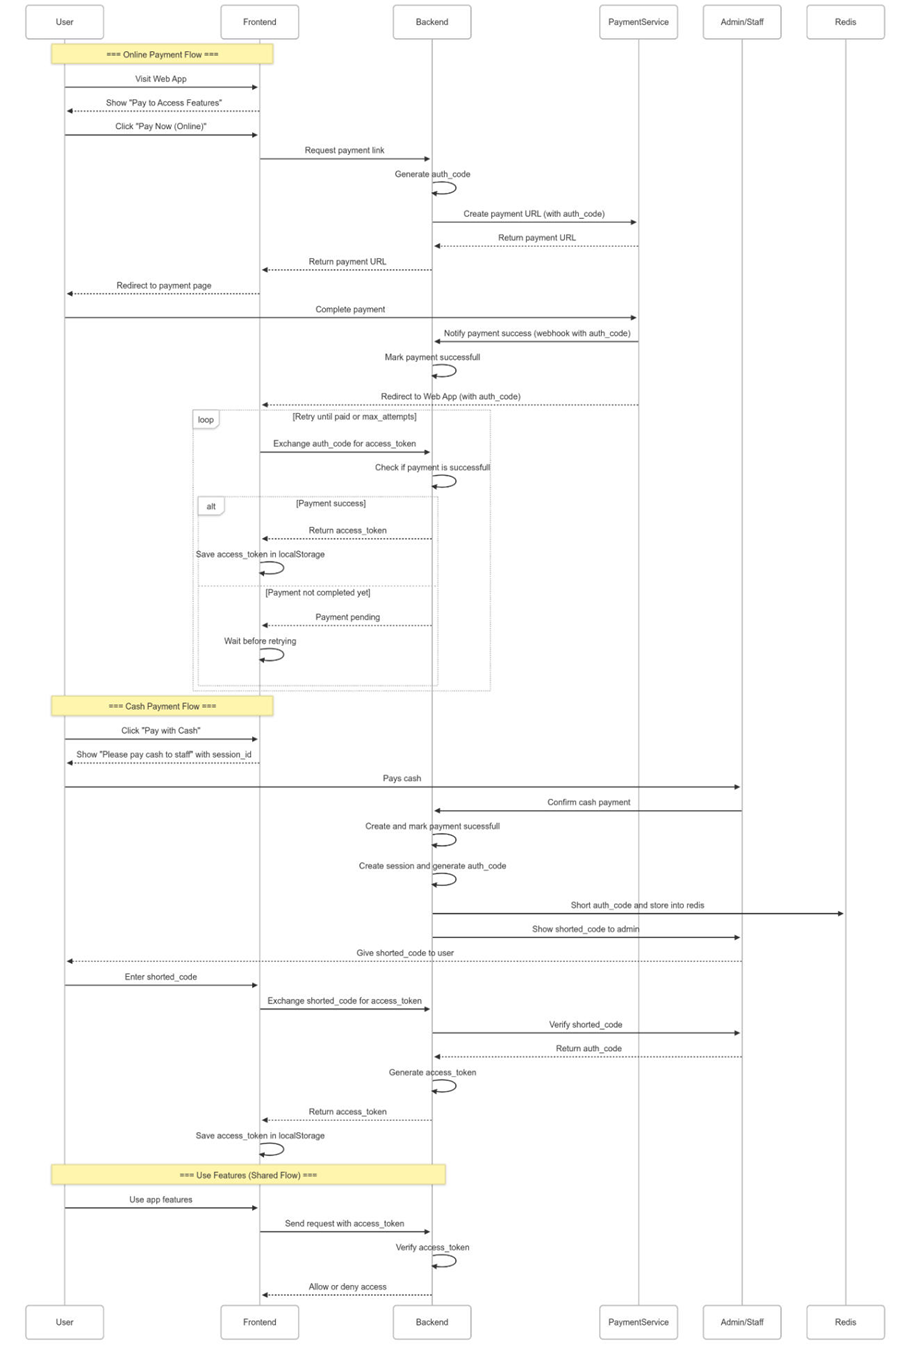 User Frontend Backend PaymentService Admin/Staff Redis
=== Online Payment Flow ===
Visit Web App
Show "Pay to Access Features"
Click "Pay Now (Online)"
Request payment link
Generate auth_code
Create payment URL (with auth_code)
Return payment URL
Return payment URL
Redirect to payment page
Complete payment
Notify payment success (webhook with auth_code)
Mark payment successfull
Redirect to Web App (with auth_code)
loop [Retry until paid or max_attempts]
Exchange auth_code for access_token
Check if payment is successfull
alt [Payment success]
Return access_token
Save access_token in localStorage
[Payment not completed yet]
Payment pending
Wait before retrying
=== Cash Payment Flow ===
Click "Pay with Cash"
Show "Please pay cash to staff" with session_id
Pays cash
Confirm cash payment
Create and mark payment sucessfull
Create session and generate auth_code
Short auth_code and store into redis
Show shorted_code to admin
Give shorted_code to user
Enter shorted_code
Exchange shorted_code for access_token
Verify shorted_code
Return auth_code
Generate access_token
Return access_token
Save access_token in localStorage
=== Use Features (Shared Flow) ===
Use app features
Send request with access_token
Verify access_token
Allow or deny access
User Frontend Backend PaymentService Admin/Staff Redis